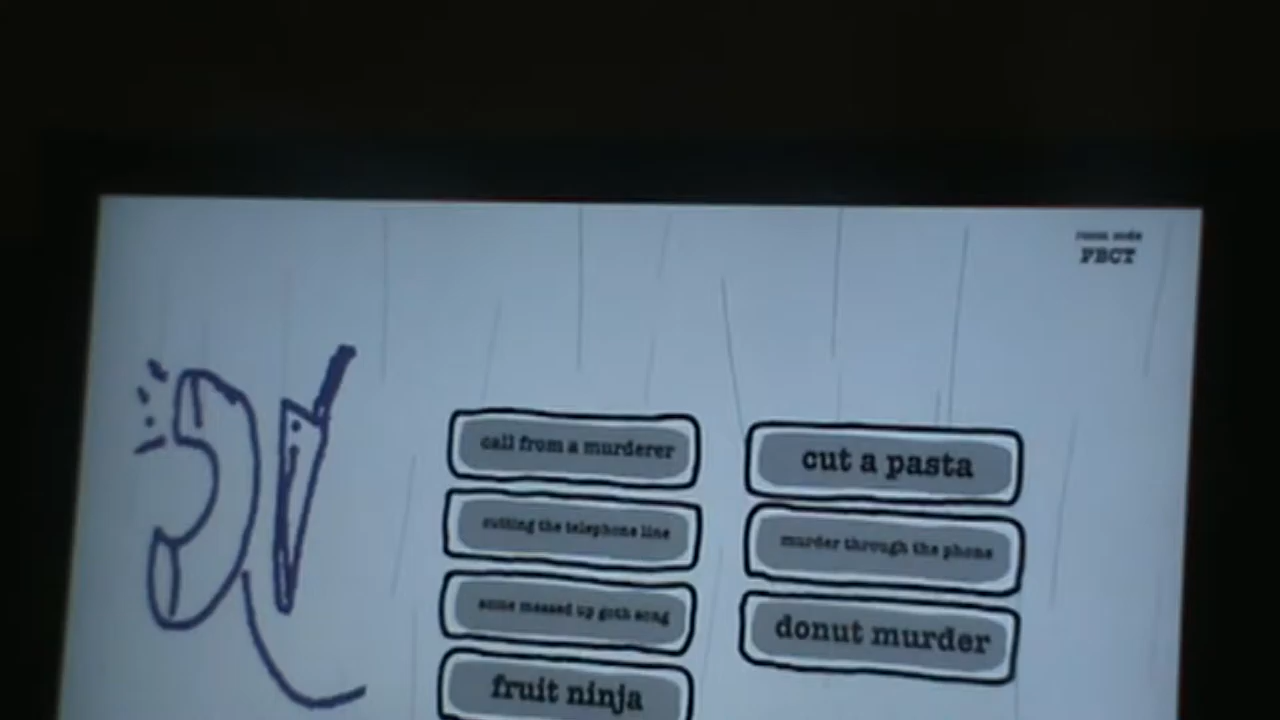 room code
FBCT
call from a murderer
cut a pasta
cutting the telephone line
murder through the phone
some messed up goth song
donut murder
fruit ninja